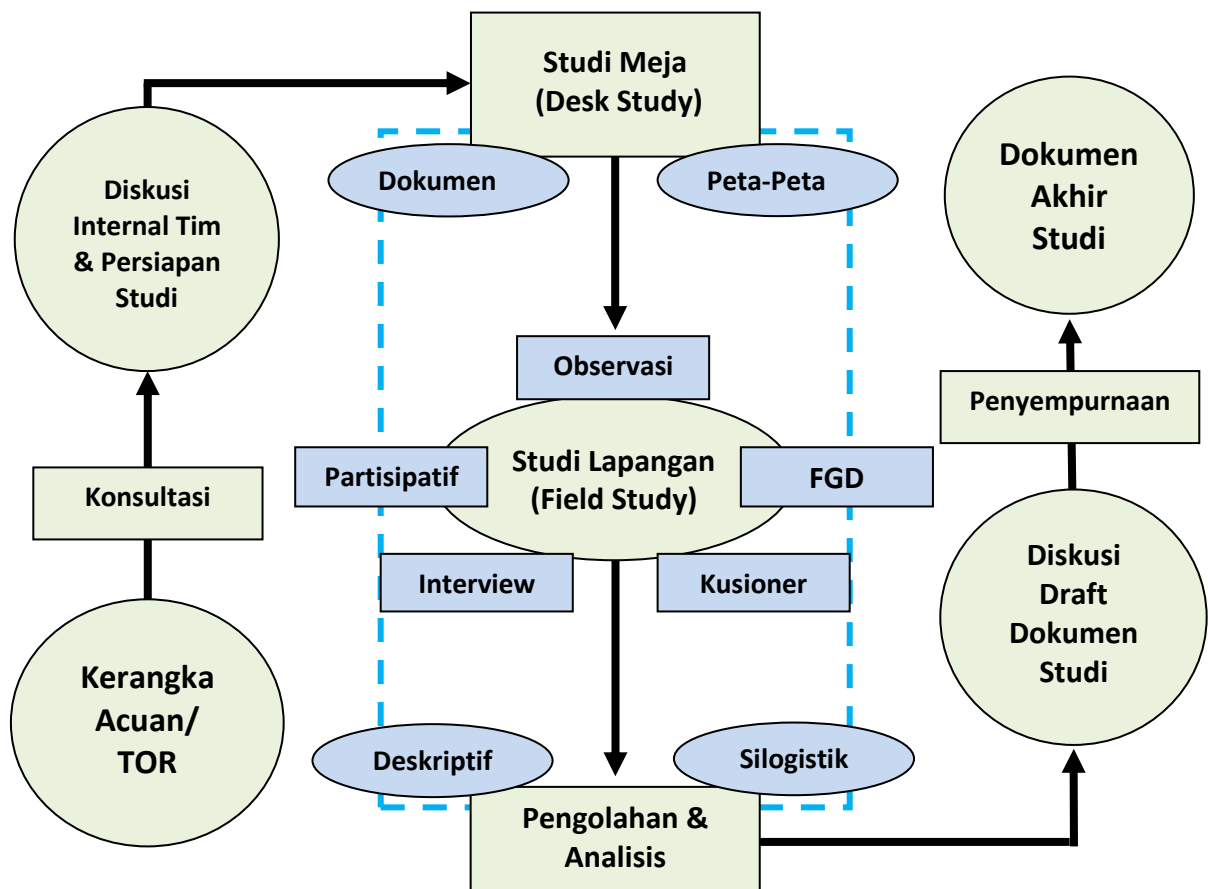 Studi Meja
(Desk Study)
Dokumen
Peta-Peta
Diskusi
Internal Tim
& Persiapan
Studi
Dokumen
Akhir
Studi
Observasi
Partisipatif
Studi Lapangan
(Field Study)
FGD
Interview
Kusioner
Konsultasi
Penyempurnaan
Kerangka
Acuan/
TOR
Diskusi
Draft
Dokumen
Studi
Deskriptif
Silogistik
Pengolahan &
Analisis